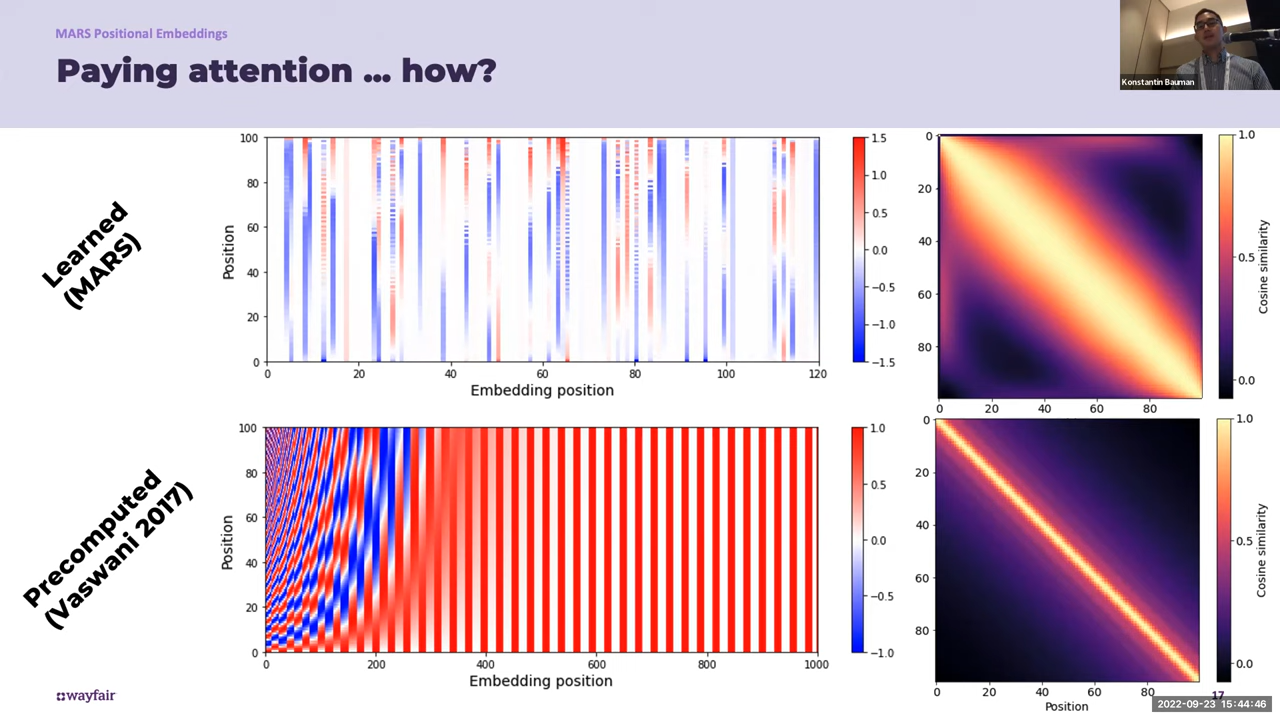 MARS Positional Embeddings
Paying attention ... how?
Konstantin Bauman
Learned
(MARS)
Position
100
80
60
40
20
0
0 20 40 60 80 100 120
Embedding position
1.5
1.0
0.5
0.0
−0.5
−1.0
−1.5
0
20
40
60
80
0 20 40 60 80
1.0
0.5
0.0
Cosine similarity
Precomputed
(Vaswani 2017)
Position
100
80
60
40
20
0
0 200 400 600 800 1000
Embedding position
1.0
0.5
0.0
−0.5
−1.0
0
20
40
60
80
0 20 40 60 80
Position
1.0
0.5
0.0
Cosine similarity
wayfair
17
2022-09-23 15:44:46